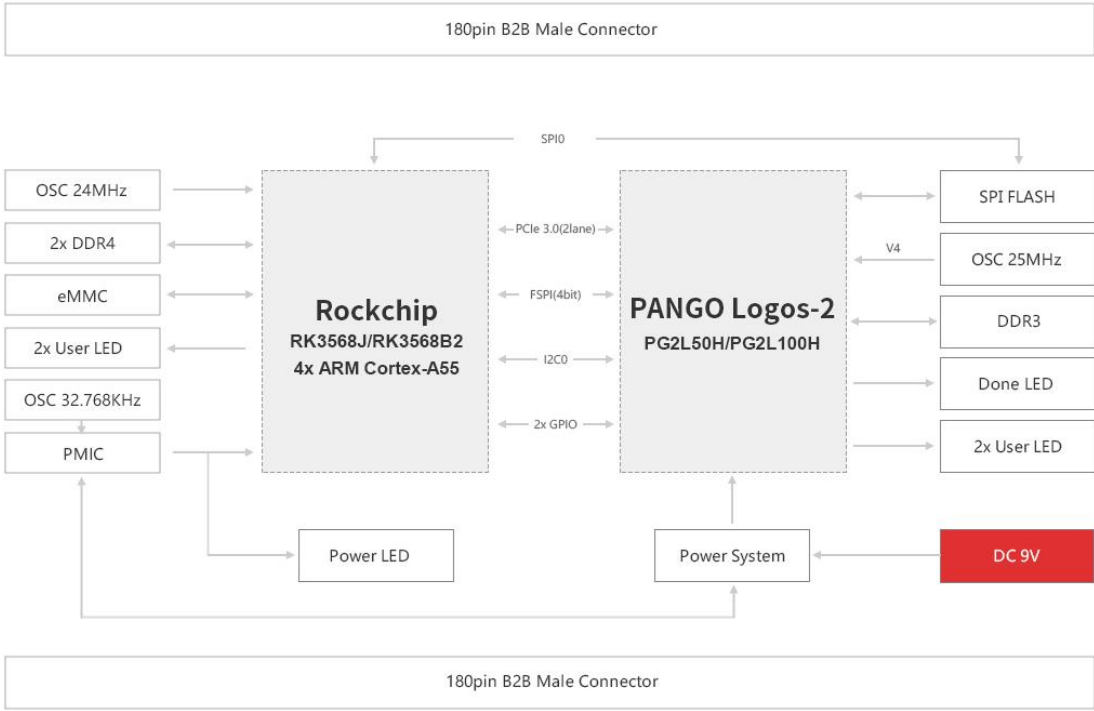 180pin B2B Male Connector
SPI0
OSC 24MHz
2x DDR4
eMMC
2x User LED
OSC 32.768KHz
PMIC
Rockchip
RK3568J/RK3568B2
4x ARM Cortex-A55
PCIe 3.0(2lane)
FSPI(4bit)
I2C0
2x GPIO
PANGO Logos-2
PG2L50H/PG2L100H
SPI FLASH
V4
OSC 25MHz
DDR3
Done LED
2x User LED
Power LED
Power System
DC 9V
180pin B2B Male Connector